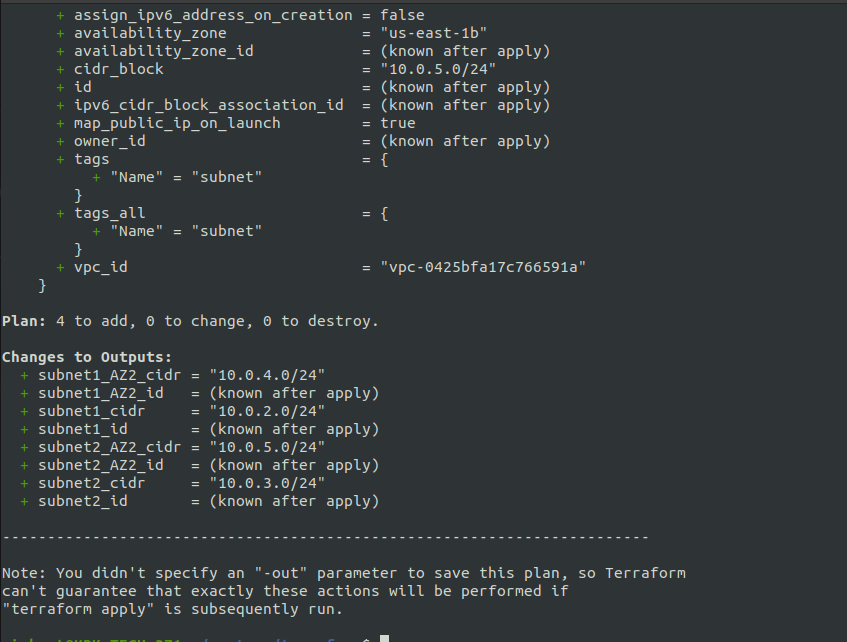 + assign_ipv6_address_on_creation = false
+ availability_zone = "us-east-1b"
+ availability_zone_id = (known after apply)
+ cidr_block = "10.0.5.0/24"
+ id = (known after apply)
+ ipv6_cidr_block_association_id = (known after apply)
+ map_public_ip_on_launch = true
+ owner_id = (known after apply)
+ tags = {
+ "Name" = "subnet"
}
+ tags_all = {
+ "Name" = "subnet"
}
+ vpc_id = "vpc-0425bfa17c766591a"
}
Plan: 4 to add, 0 to change, 0 to destroy.
Changes to Outputs:
+ subnet1_AZ2_cidr = "10.0.4.0/24"
+ subnet1_AZ2_id = (known after apply)
+ subnet1_cidr = "10.0.2.0/24"
+ subnet1_id = (known after apply)
+ subnet2_AZ2_cidr = "10.0.5.0/24"
+ subnet2_AZ2_id = (known after apply)
+ subnet2_cidr = "10.0.3.0/24"
+ subnet2_id = (known after apply)
------------------------------------------------------------------------
Note: You didn't specify an "-out" parameter to save this plan, so Terraform
can't guarantee that exactly these actions will be performed if
"terraform apply" is subsequently run.